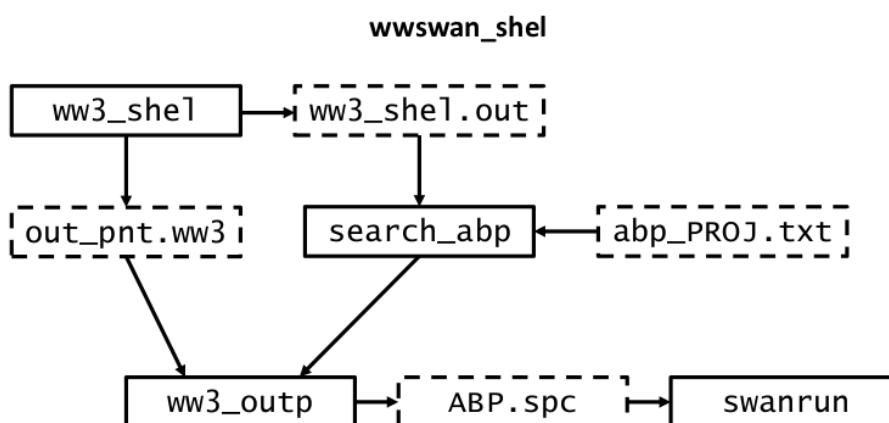 wwswan_shel
ww3_shel
ww3_shel.out
out_pnt.ww3
search_abp
abp_PROJ.txt
ww3_outp
ABP.spc
swanrun